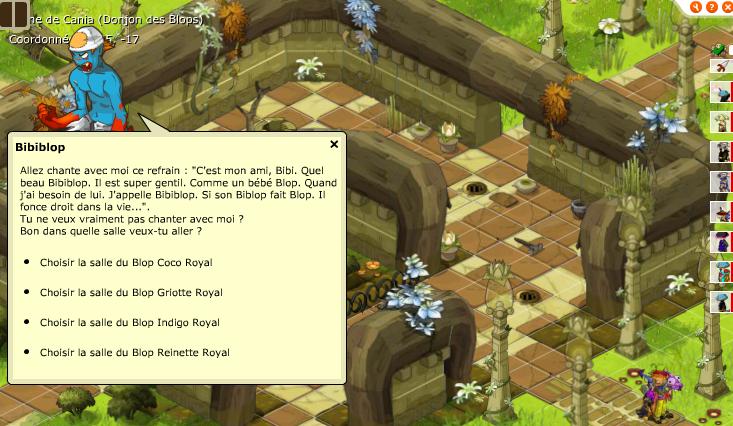 ne de Cania (Donjon des Blops)
Coordonné 5, -17
Bibiblop
Allez chante avec moi ce refrain : "C'est mon ami, Bibi. Quel
beau Bibiblop. Il est super gentil. Comme un bébé Blop. Quand
j'ai besoin de lui. J'appelle Bibiblop. Si son Biblop fait Blop. Il
fonce droit dans la vie...".
Tu ne veux vraiment pas chanter avec moi ?
Bon dans quelle salle veux-tu aller ?
Choisir la salle du Blop Coco Royal
Choisir la salle du Blop Griotte Royal
Choisir la salle du Blop Indigo Royal
Choisir la salle du Blop Reinette Royal